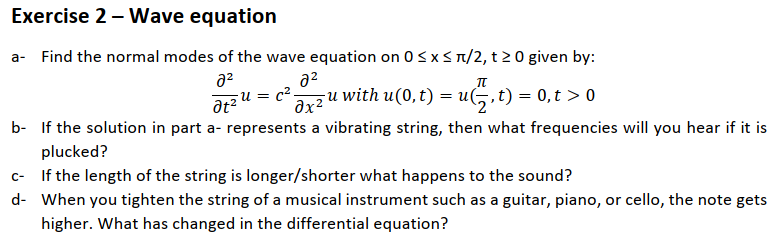 Exercise 2 – Wave equation
a- Find the normal modes of the wave equation on 0 ≤ x ≤ π/2, t ≥ 0 given by:
∂²/∂t² u = c² ∂²/∂x² u with u(0, t) = u(π/2, t) = 0, t > 0
b- If the solution in part a- represents a vibrating string, then what frequencies will you hear if it is
plucked?
c- If the length of the string is longer/shorter what happens to the sound?
d- When you tighten the string of a musical instrument such as a guitar, piano, or cello, the note gets
higher. What has changed in the differential equation?